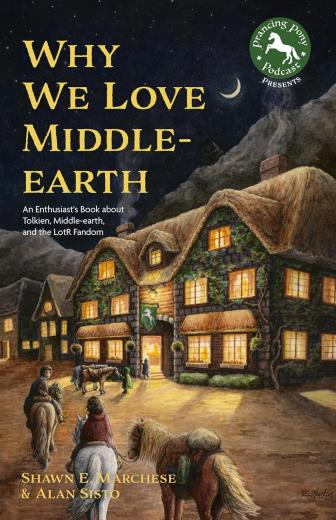 Prancing Pony
Podcast
PRESENTS
WHY
WE LOVE
MIDDLE-
EARTH
An Enthusiast's Book about
Tolkien, Middle-earth,
and the LotR Fandom
SHAWN E. MARCHESE
& ALAN SISTO